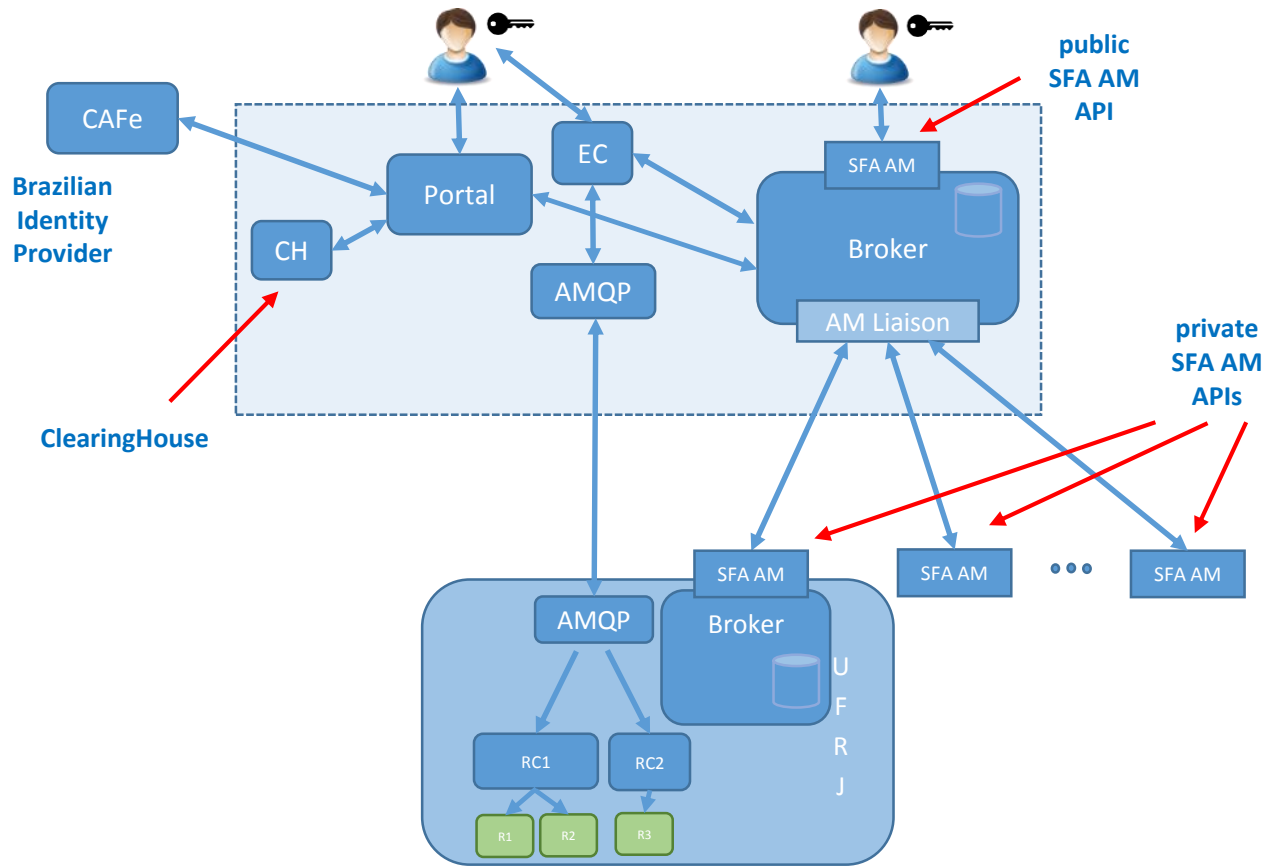 public
SFA AM
API
CAFe
EC
SFA AM
Brazilian
Identity
Provider
Portal
CH
Broker
AMQP
AM Liaison
private
SFA AM
APIs
ClearingHouse
SFA AM
SFA AM
SFA AM
AMQP
Broker
U
F
R
J
RC1
RC2
R1
R2
R3